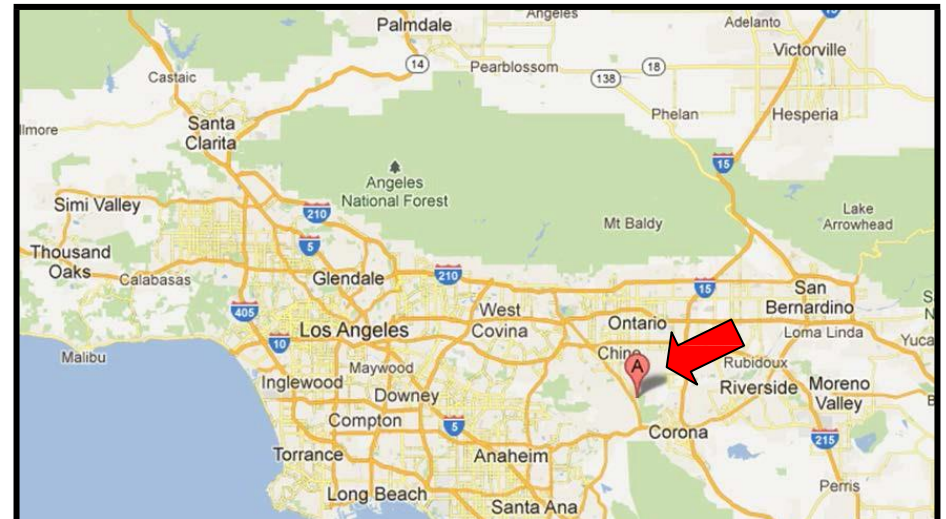 Palmdale
Angeles
Adelanto
15
Victorville
14
Pearblossom
138
18
Castaic
Phelan
Hesperia
llmore
Santa
Clarita
15
Angeles
National Forest
Simi Valley
210
Mt Baldy
Lake
Arrowhead
5
Thousand
Oaks
Calabasas
Glendale
210
15
San
Bernardino
405
West
Covina
Ontario
Los Angeles
Loma Linda
10
Yuca
Malibu
Maywood
Chino
A
Rubidoux
Inglewood
Riverside
Moreno
Valley
Downey
Compton
5
Corona
215
Torrance
Anaheim
Perris
Long Beach
Santa Ana